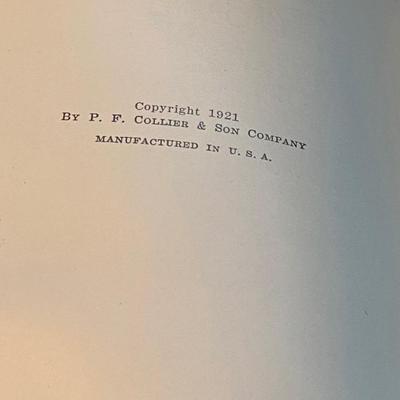 Copyright 1921
By P. F. Collier & Son Company
MANUFACTURED IN U. S. A.